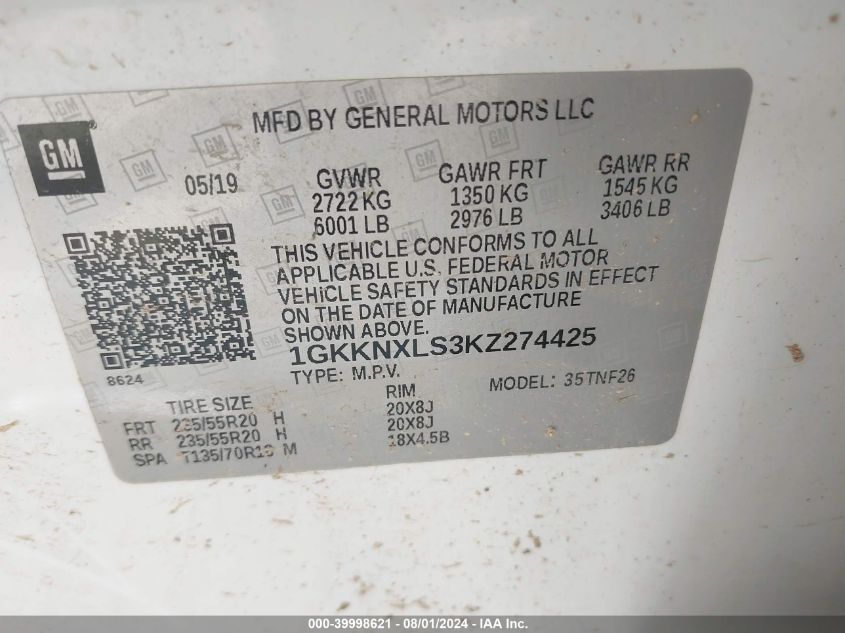 GM
MFD BY GENERAL MOTORS LLC
05/19
GVWR
2722 KG
6001 LB
GAWR FRT
1350 KG
2976 LB
GAWR RR
1545 KG
3406 LB
THIS VEHICLE CONFORMS TO ALL
APPLICABLE U.S. FEDERAL MOTOR
VEHICLE SAFETY STANDARDS IN EFFECT
ON THE DATE OF MANUFACTURE
SHOWN ABOVE.
1GKKNXLS3KZ274425
8624
TYPE: M.P.V.
MODEL: 35TNF26
TIRE SIZE RIM
FRT 235/55R20 H 20X8J
RR 235/55R20 H 20X8J
SPA T135/70R18 M 18X4.5B
000-39998621 - 08/01/2024 - IAA Inc.